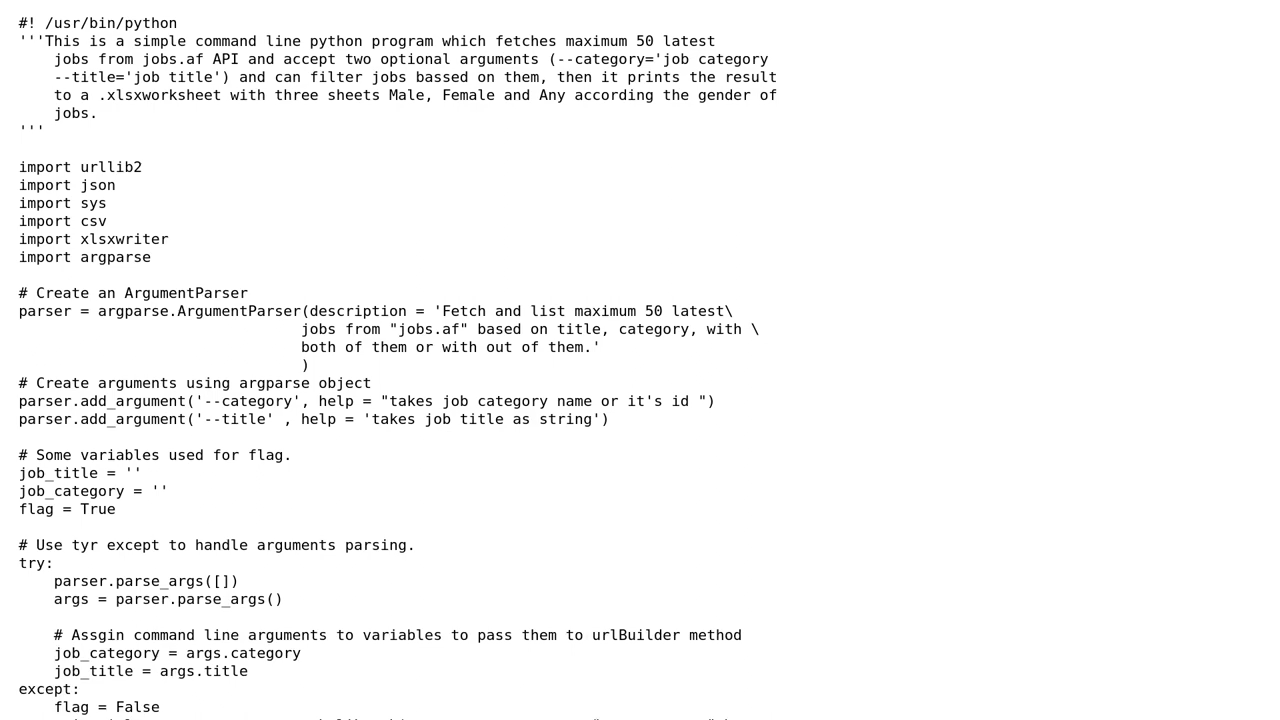 #! /usr/bin/python
'''This is a simple command line python program which fetches maximum 50 latest
    jobs from jobs.af API and accept two optional arguments (--category='job category
    --title='job title') and can filter jobs bassed on them, then it prints the result
    to a .xlsxworksheet with three sheets Male, Female and Any according the gender of
    jobs.
'''

import urllib2
import json
import sys
import csv
import xlsxwriter
import argparse

# Create an ArgumentParser
parser = argparse.ArgumentParser(description = 'Fetch and list maximum 50 latest\
                                jobs from "jobs.af" based on title, category, with \
                                both of them or with out of them.'
                                )
# Create arguments using argparse object
parser.add_argument('--category', help = "takes job category name or it's id ")
parser.add_argument('--title' , help = 'takes job title as string')

# Some variables used for flag.
job_title = ''
job_category = ''
flag = True

# Use tyr except to handle arguments parsing.
try:
    parser.parse_args([])
    args = parser.parse_args()

    # Assgin command line arguments to variables to pass them to urlBuilder method
    job_category = args.category
    job_title = args.title
except:
    flag = False